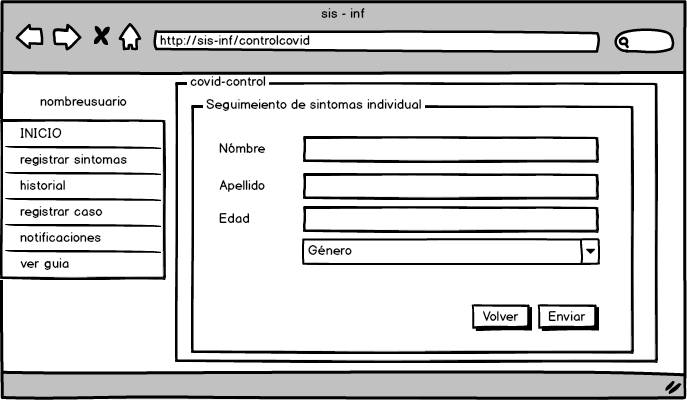 sis - inf
http://sis-inf/controlcovid
covid-control
nombreusuario
Seguimeiento de sintomas individual
INICIO
registrar sintomas
historial
registrar caso
notificaciones
ver guia
Nómbre
Apellido
Edad
Género
Volver
Enviar